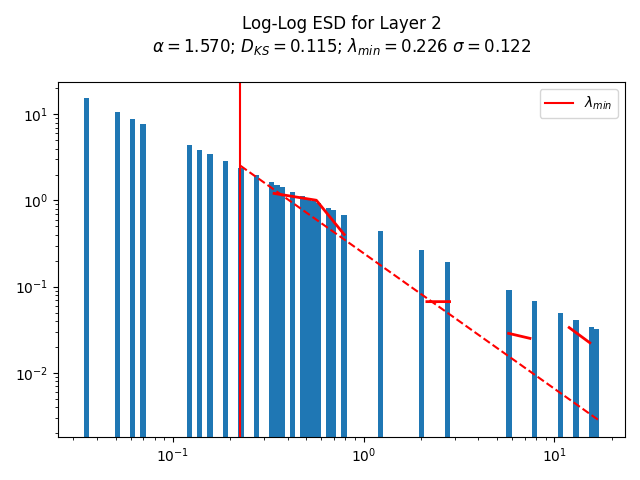 Log-Log ESD for Layer 2
α = 1.570; D_KS = 0.115; λ_min = 0.226 σ = 0.122
λ_min
10^1
10^0
10^-1
10^-2
10^-1 10^0 10^1